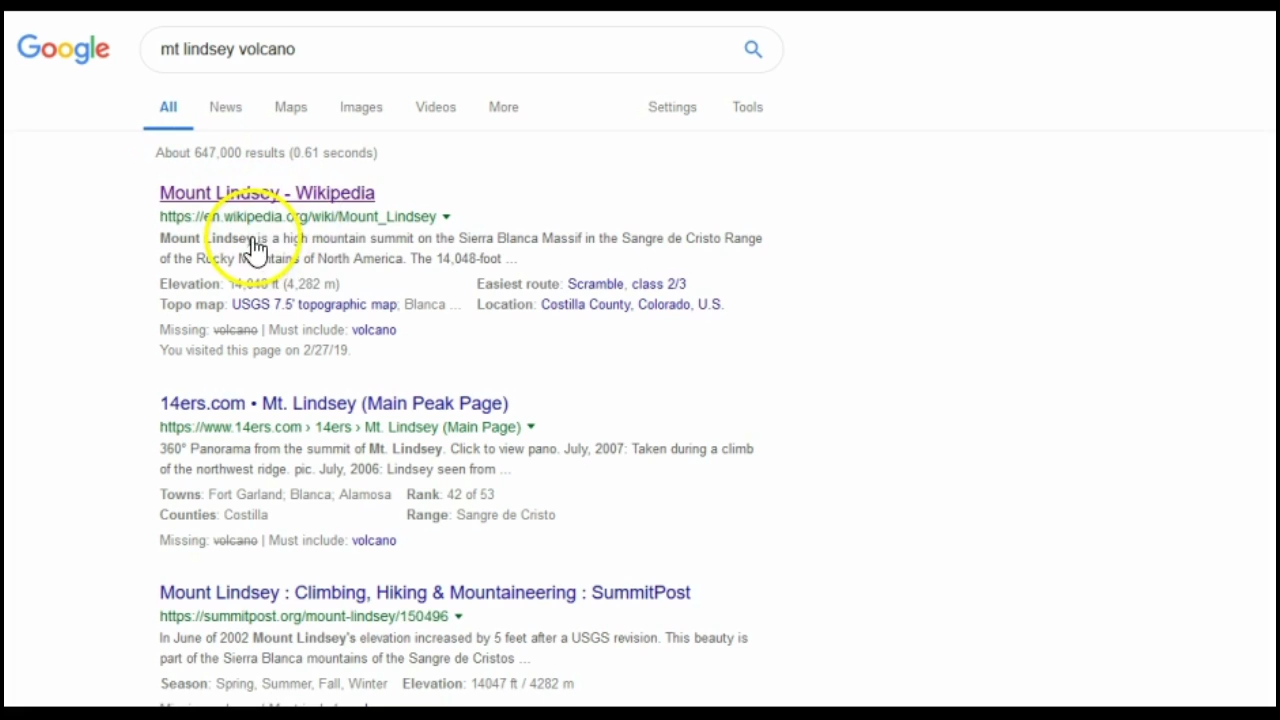 Google
mt lindsey volcano
All News Maps Images Videos More Settings Tools
About 647,000 results (0.61 seconds)
Mount Lindsey - Wikipedia
https://en.wikipedia.org/wiki/Mount_Lindsey
Mount Lindsey is a high mountain summit on the Sierra Blanca Massif in the Sangre de Cristo Range
of the Rocky Mountains of North America. The 14,048-foot ...
Elevation: 14,048 ft (4,282 m) Easiest route: Scramble, class 2/3
Topo map: USGS 7.5' topographic map; Blanca ... Location: Costilla County, Colorado, U.S.
Missing: volcano | Must include: volcano
You visited this page on 2/27/19.
14ers.com • Mt. Lindsey (Main Peak Page)
https://www.14ers.com › 14ers › Mt. Lindsey (Main Page)
360° Panorama from the summit of Mt. Lindsey. Click to view pano. July, 2007: Taken during a climb
of the northwest ridge. pic. July, 2006: Lindsey seen from ...
Towns: Fort Garland; Blanca; Alamosa Rank: 42 of 53
Counties: Costilla Range: Sangre de Cristo
Missing: volcano | Must include: volcano
Mount Lindsey : Climbing, Hiking & Mountaineering : SummitPost
https://summitpost.org/mount-lindsey/150496
In June of 2002 Mount Lindsey's elevation increased by 5 feet after a USGS revision. This beauty is
part of the Sierra Blanca mountains of the Sangre de Cristos ...
Season: Spring, Summer, Fall, Winter Elevation: 14047 ft / 4282 m